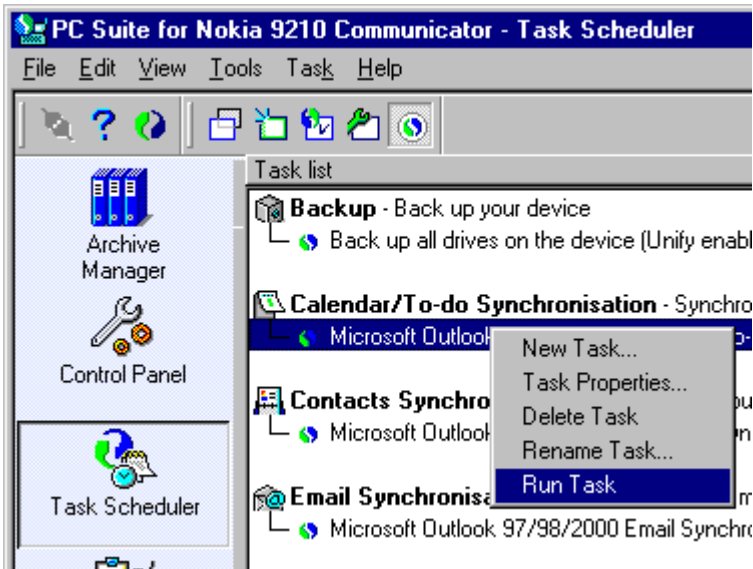 PC Suite for Nokia 9210 Communicator - Task Scheduler
File Edit View Tools Task Help
Task list
Archive
Manager
Control Panel
Task Scheduler
Backup - Back up your device
Back up all drives on the device (Unify enabl
Calendar/To-do Synchronisation - Synchro
Microsoft Outlook
Contacts Synchro
Microsoft Outlook
Email Synchronisa
Microsoft Outlook 97/98/2000 Email Synchro
New Task...
Task Properties...
Delete Task
Rename Task...
Run Task